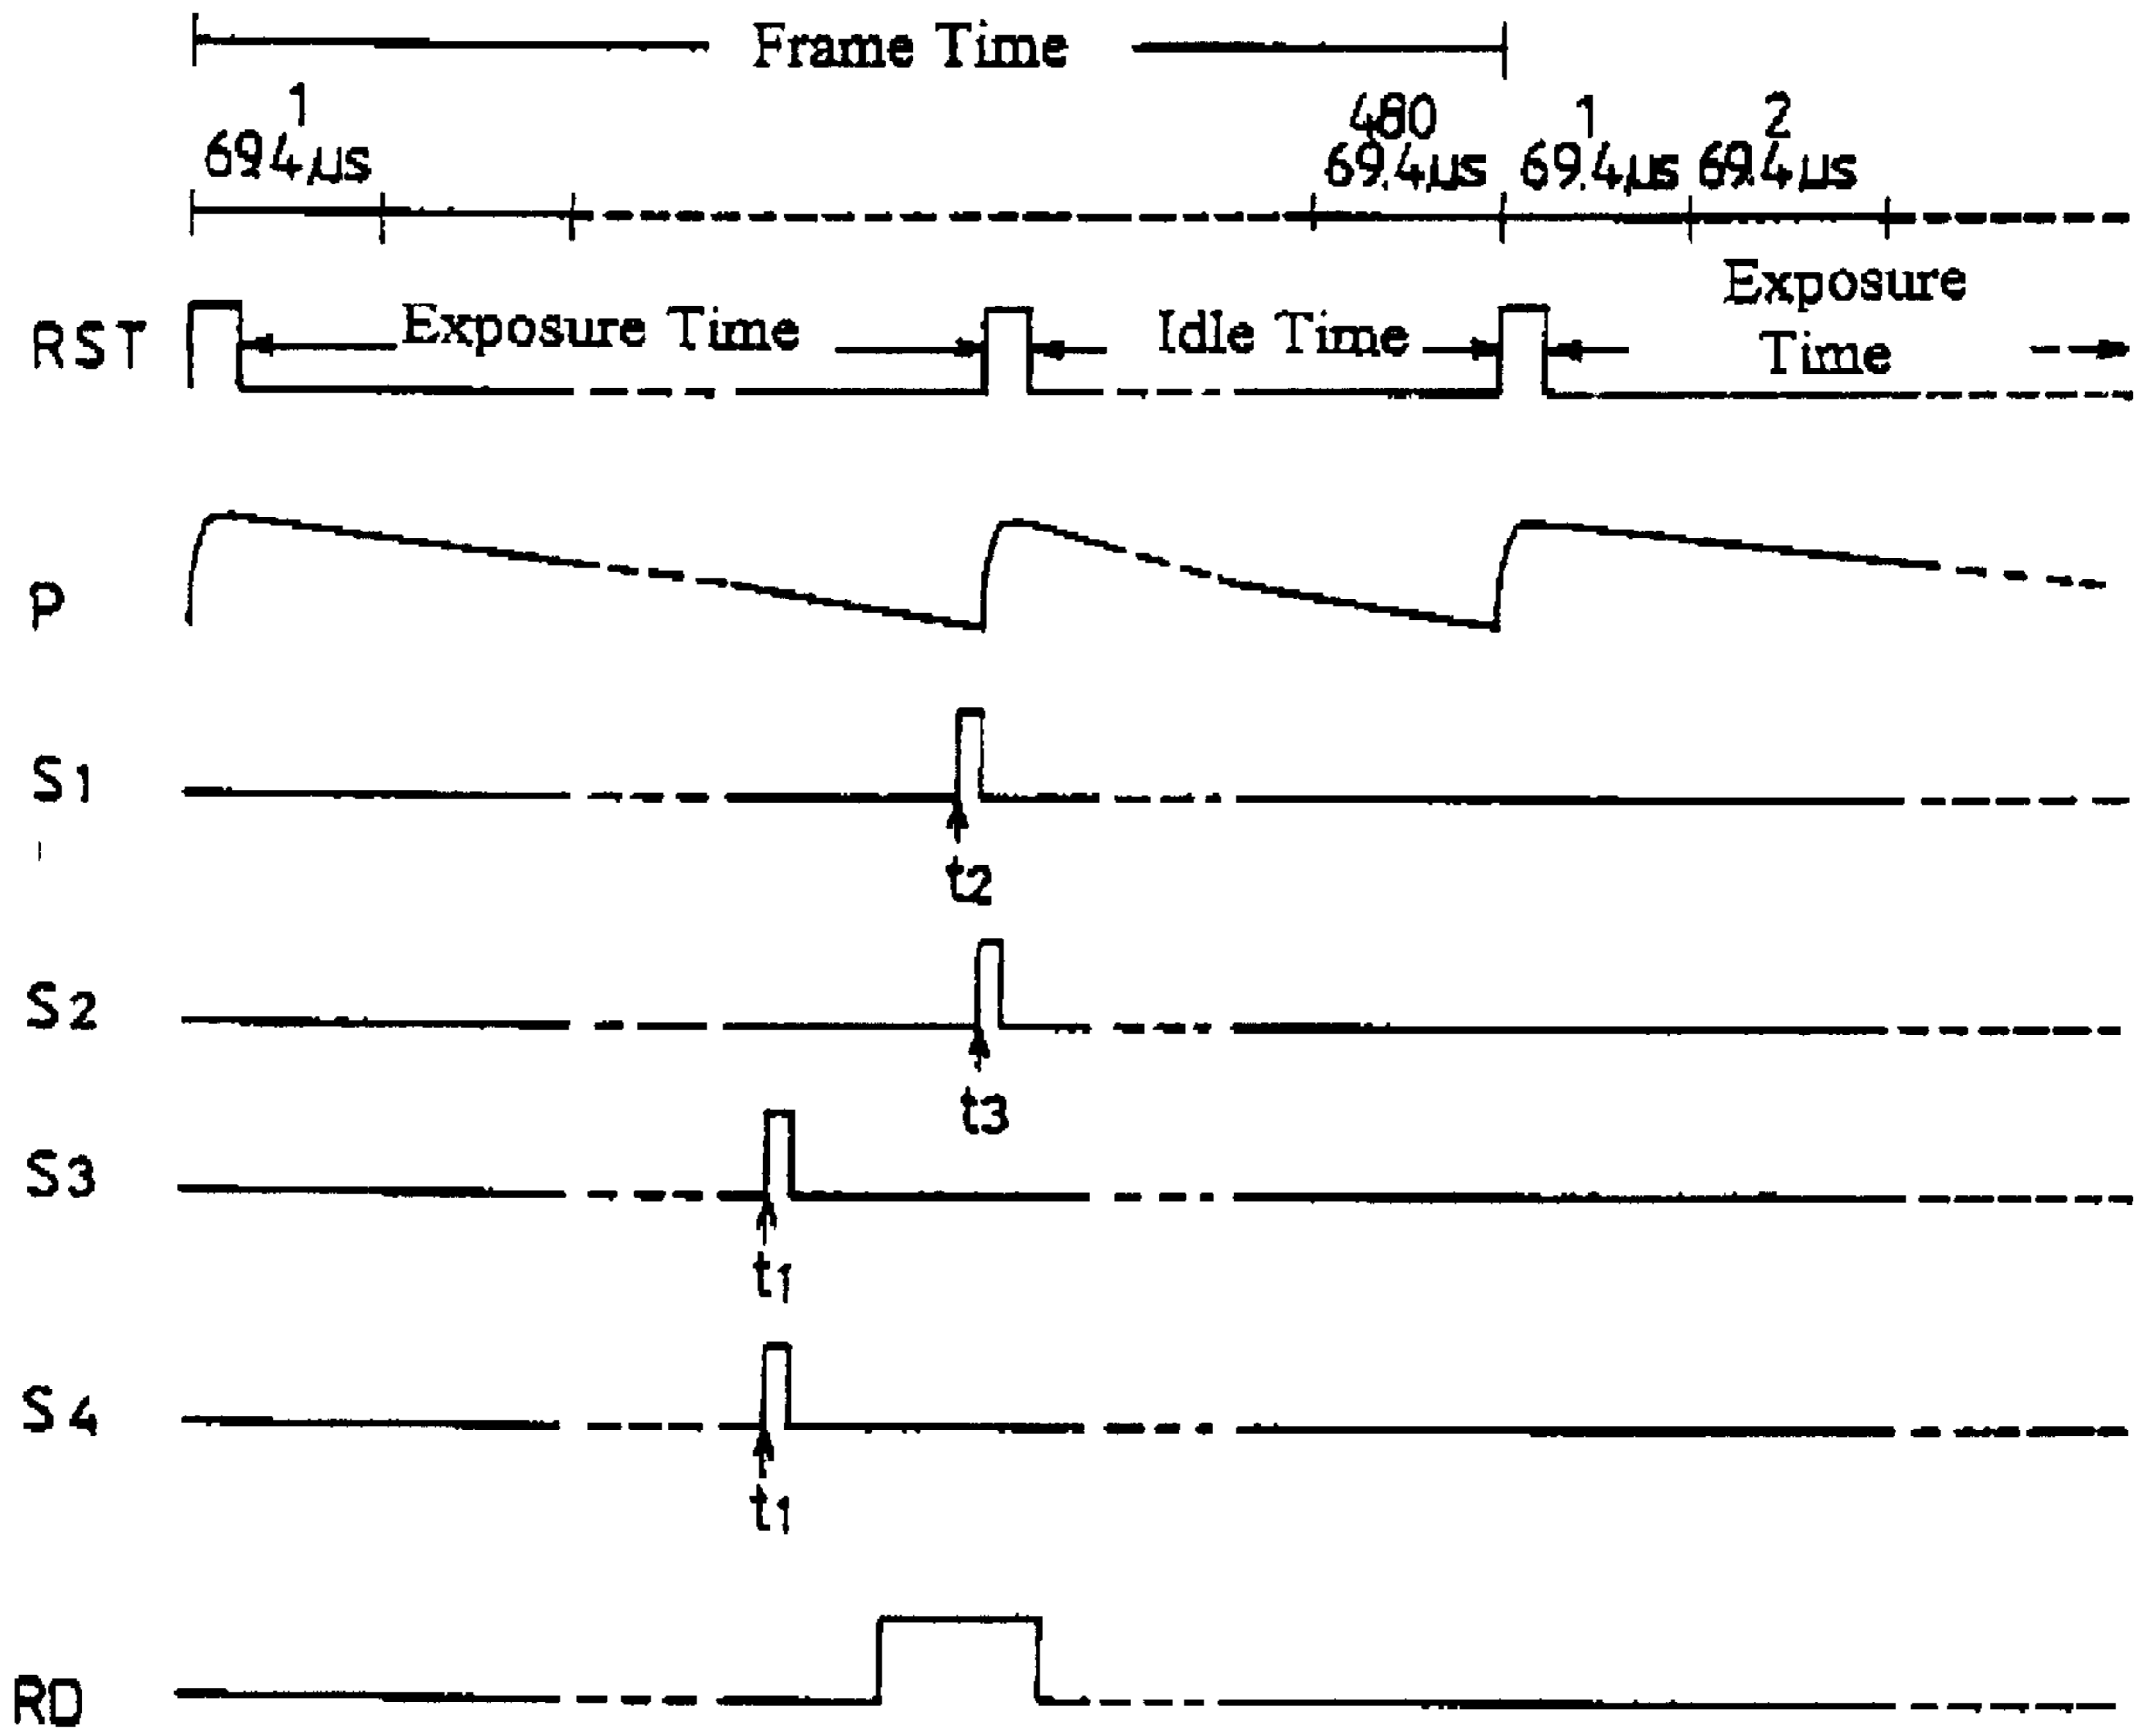 Frame Time
1
480
1
2
69.4µs
69.4µs
69.4µs
69.4µs
RST
Exposure Time
Idle Time
Exposure
Time
P
S1
t2
S2
t3
S3
t1
S4
t1
RD